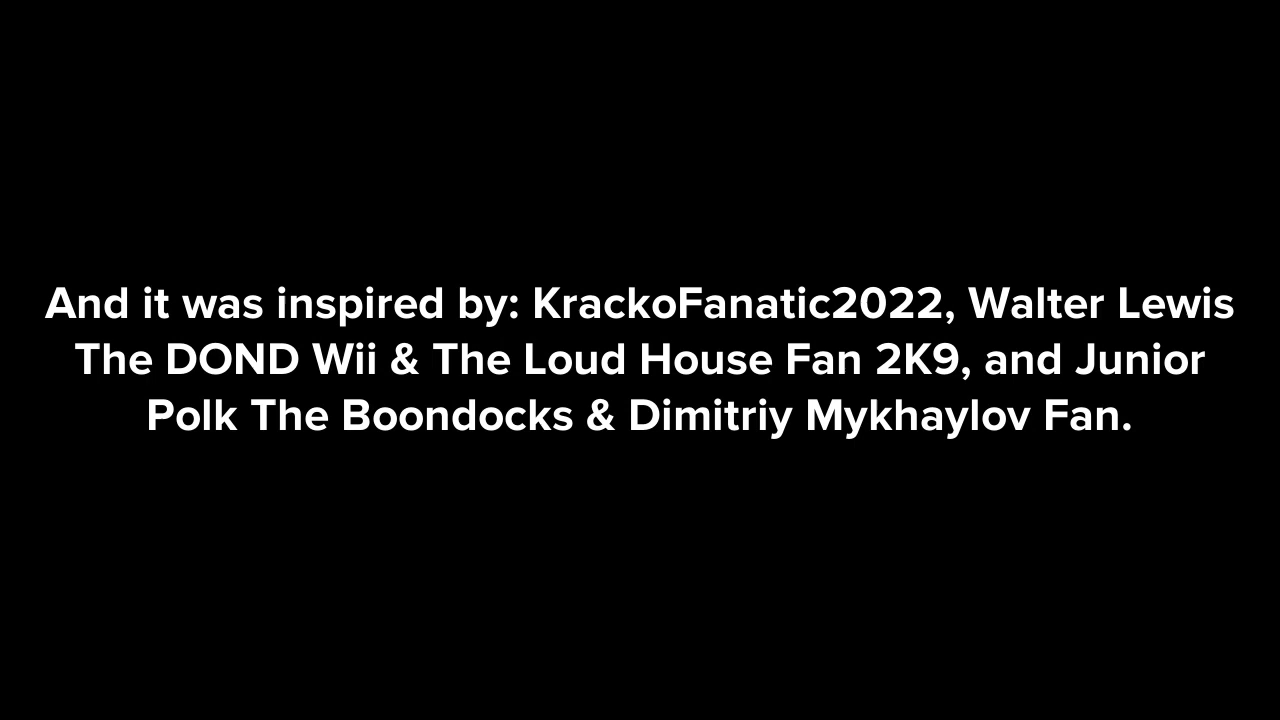 And it was inspired by: KrackoFanatic2022, Walter Lewis
The DOND Wii & The Loud House Fan 2K9, and Junior
Polk The Boondocks & Dimitriy Mykhaylov Fan.